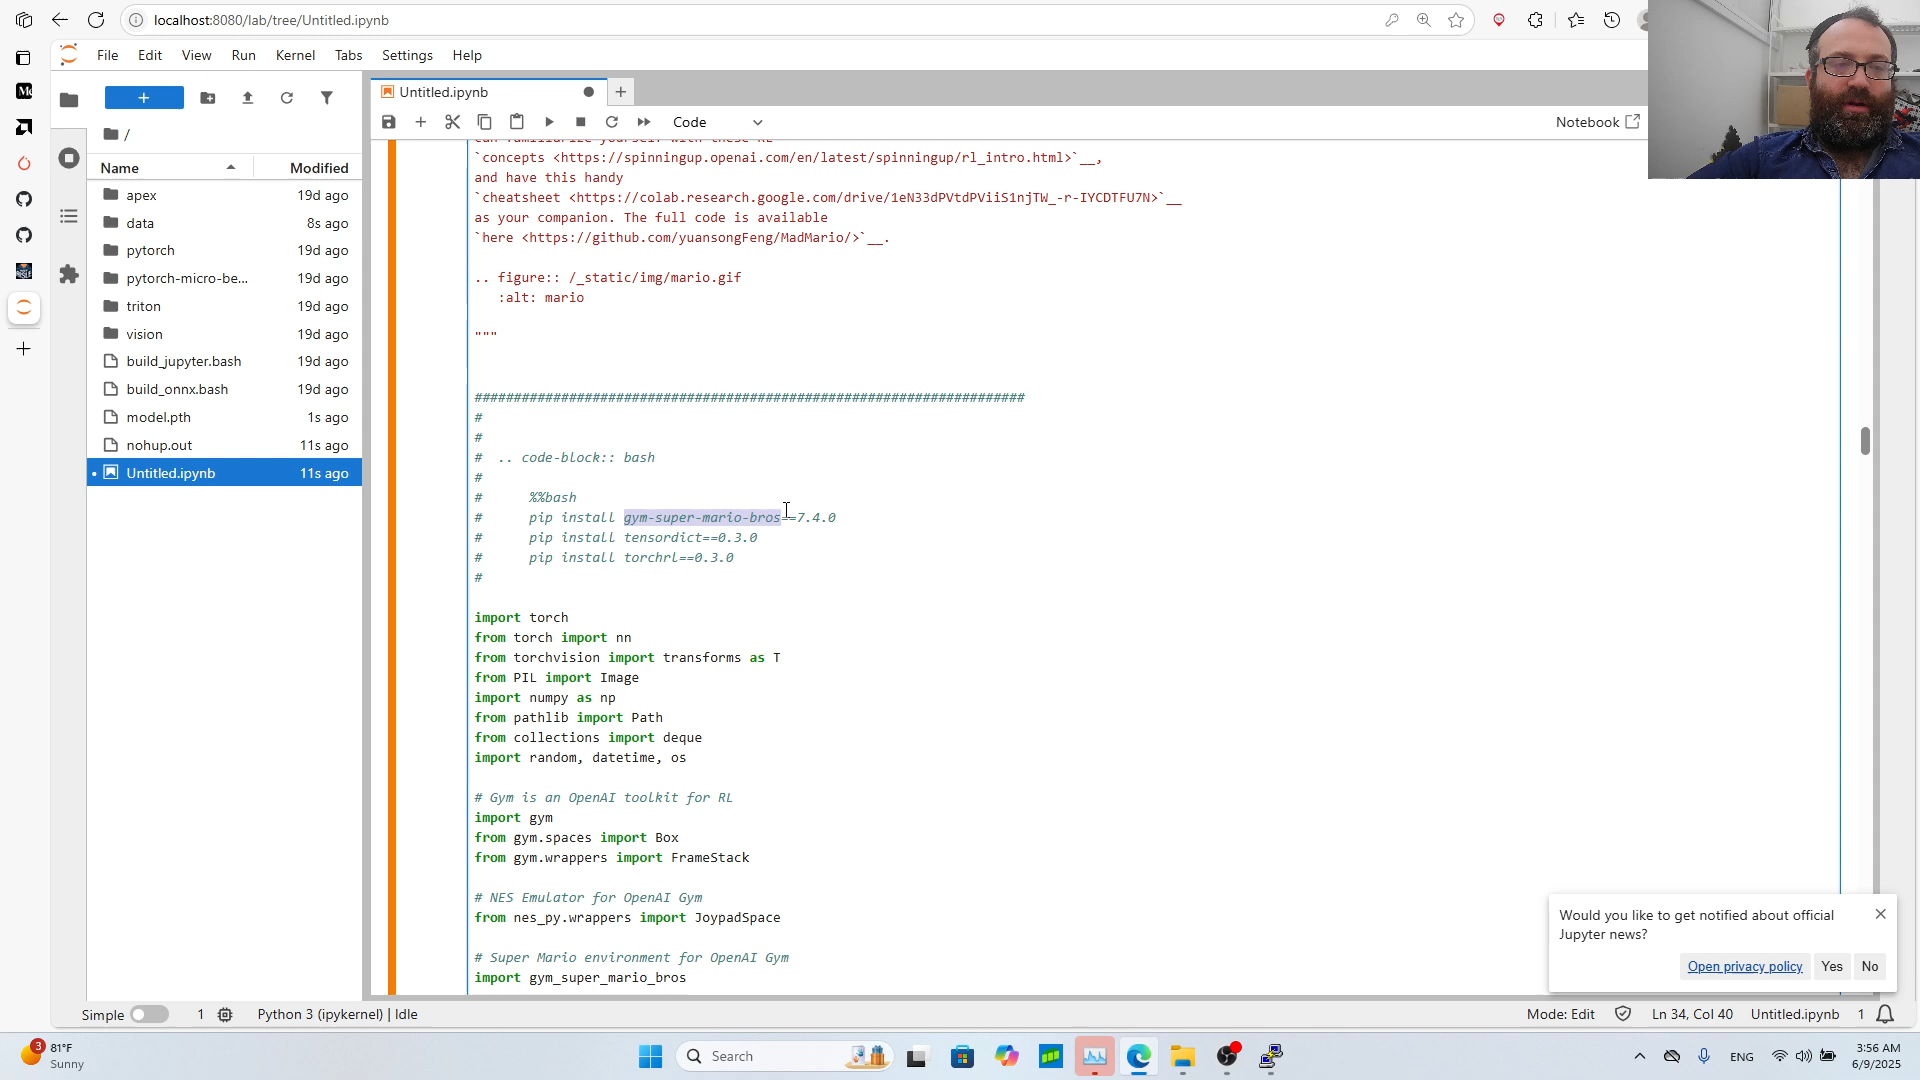 localhost:8080/lab/tree/Untitled.ipynb
File Edit View Run Kernel Tabs Settings Help
Untitled.ipynb
Code
Notebook
/
Name Modified
apex 19d ago
data 8s ago
pytorch 19d ago
pytorch-micro-be... 19d ago
triton 19d ago
vision 19d ago
build_jupyter.bash 19d ago
build_onnx.bash 19d ago
model.pth 1s ago
nohup.out 11s ago
Untitled.ipynb 11s ago
`concepts <https://spinningup.openai.com/en/latest/spinningup/rl_intro.html>`__,
and have this handy
`cheatsheet <https://colab.research.google.com/drive/1eN33dPVtdPViiS1njTW_-r-IYCDTFU7N>`__
as your companion. The full code is available
`here <https://github.com/yuansongFeng/MadMario/>`__.
.. figure:: /_static/img/mario.gif
:alt: mario
"""
######################################################################
#
#
# .. code-block:: bash
#
# %%bash
# pip install gym-super-mario-bros==7.4.0
# pip install tensordict==0.3.0
# pip install torchrl==0.3.0
#
import torch
from torch import nn
from torchvision import transforms as T
from PIL import Image
import numpy as np
from pathlib import Path
from collections import deque
import random, datetime, os
# Gym is an OpenAI toolkit for RL
import gym
from gym.spaces import Box
from gym.wrappers import FrameStack
# NES Emulator for OpenAI Gym
from nes_py.wrappers import JoypadSpace
# Super Mario environment for OpenAI Gym
import gym_super_mario_bros
Would you like to get notified about official
Jupyter news?
Open privacy policy Yes No
Simple 1 Python 3 (ipykernel) | Idle
Mode: Edit Ln 34, Col 40 Untitled.ipynb 1
3
81°F
Sunny
Search
ENG
3:56 AM
6/9/2025